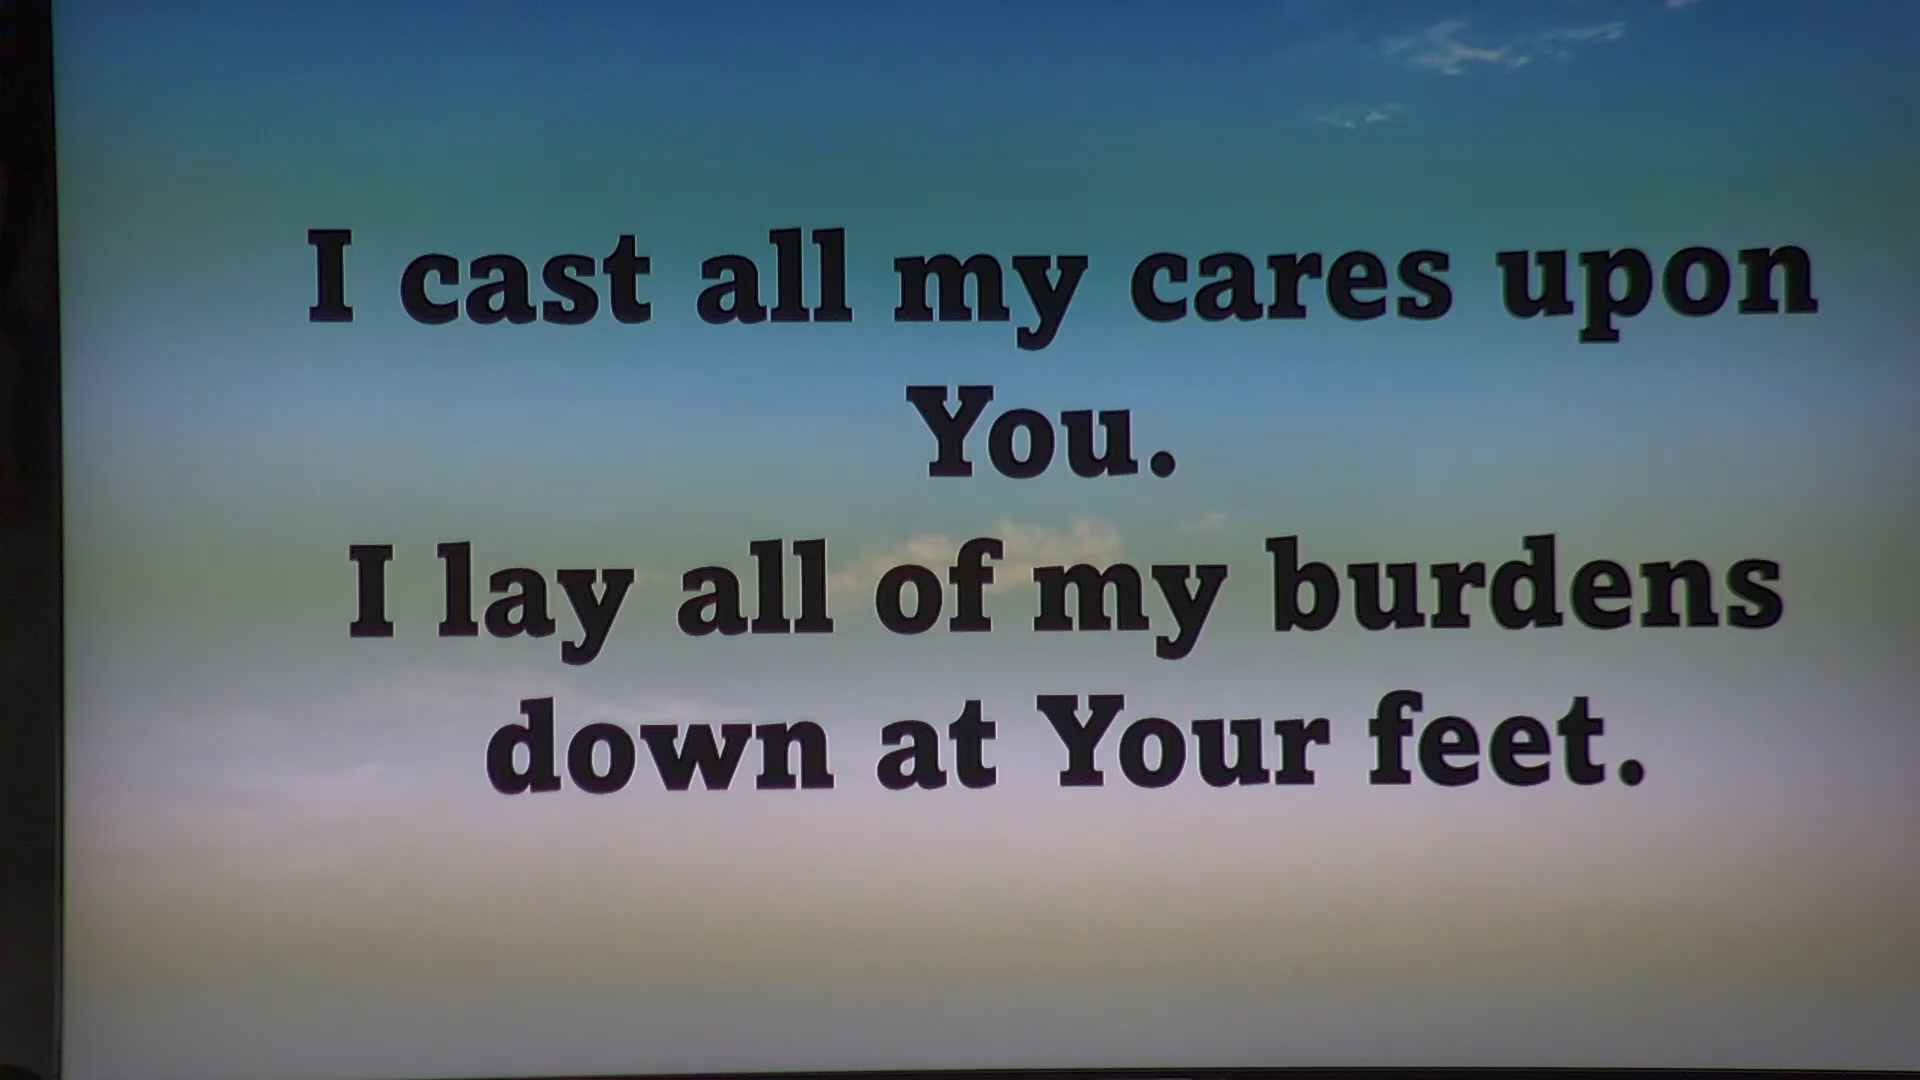 I cast all my cares upon
You.
I lay all of my burdens
down at Your feet.